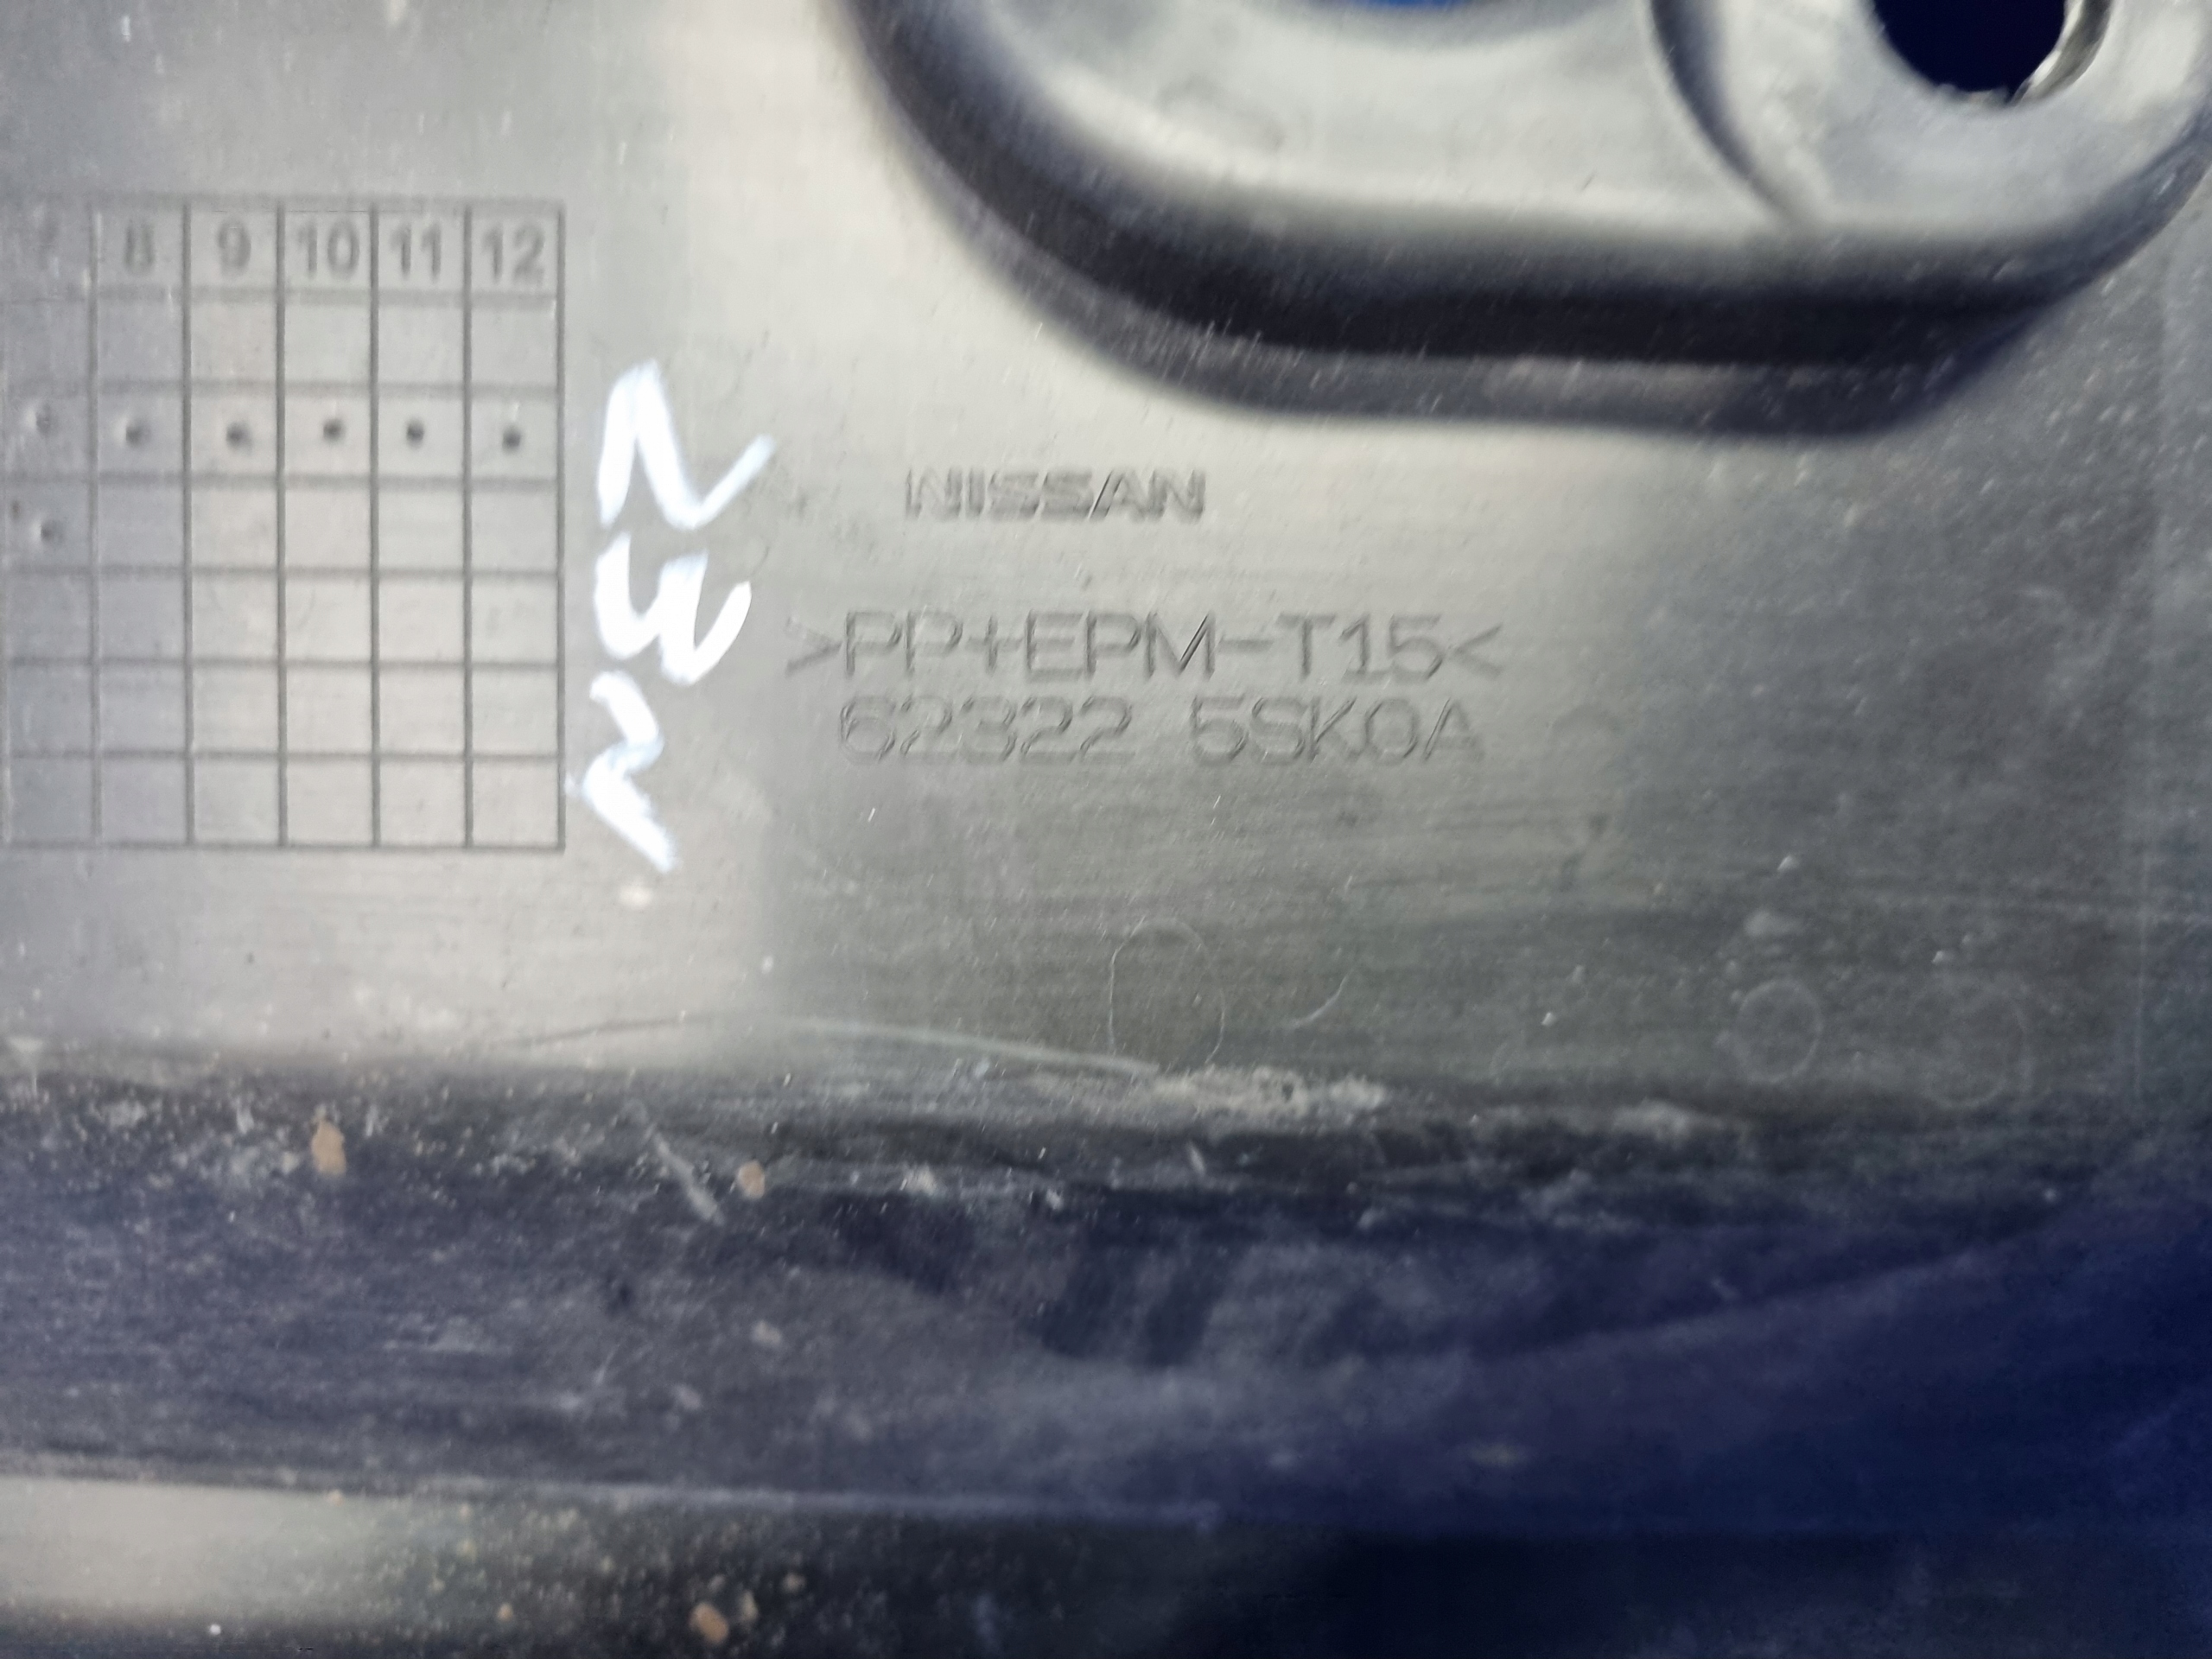 8 9 10 11 12
NISSAN
>PP+EPM-T15<
62322 5SK0A